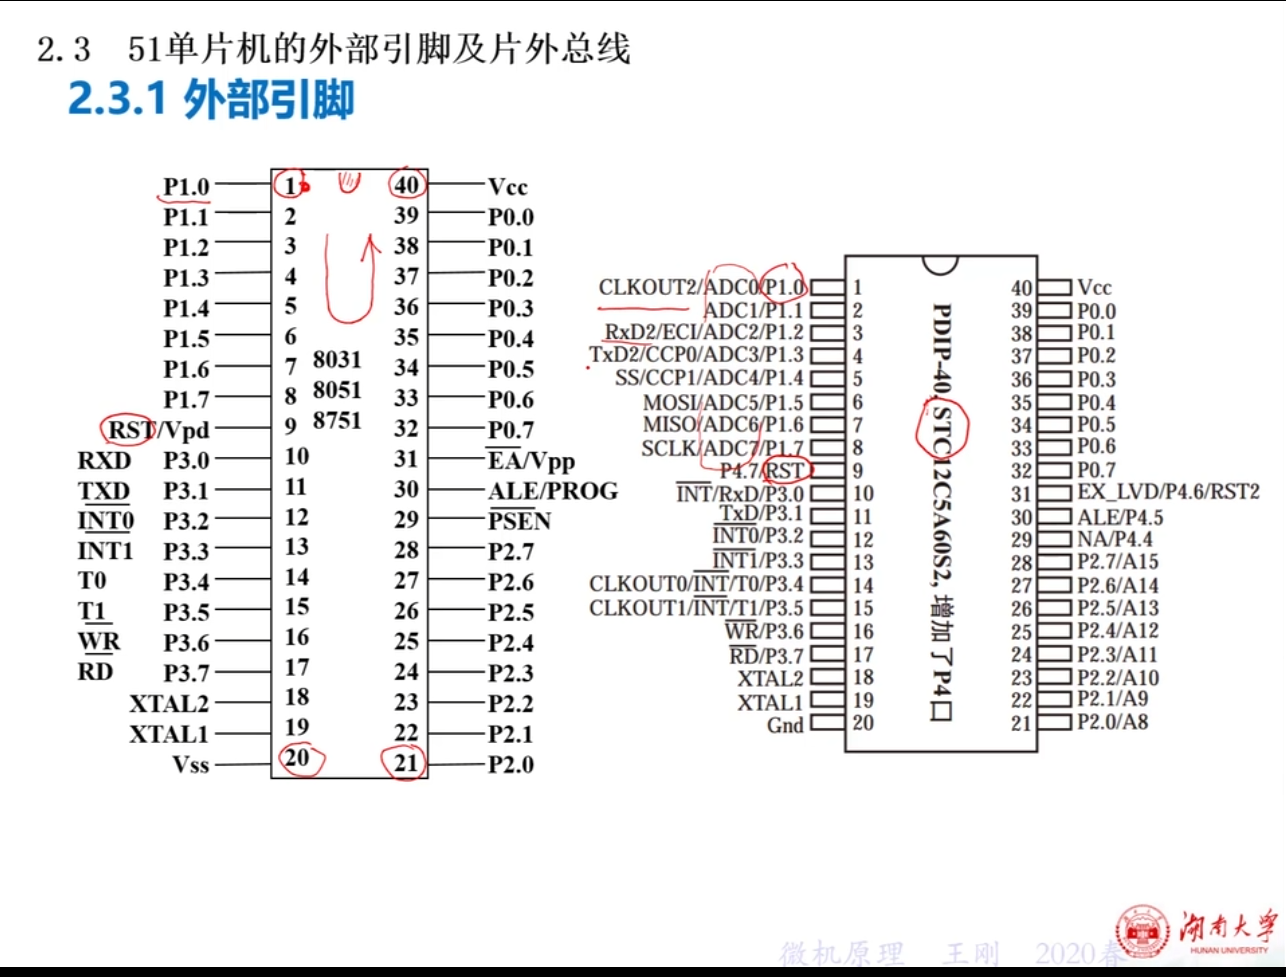 2.3 51单片机的外部引脚及片外总线
2.3.1 外部引脚
P1.0 1 40 Vcc
P1.1 2 39 P0.0
P1.2 3 38 P0.1
P1.3 4 37 P0.2
P1.4 5 36 P0.3
P1.5 6 35 P0.4
P1.6 7 8031 34 P0.5
P1.7 8 8051 33 P0.6
RST/Vpd 9 8751 32 P0.7
RXD P3.0 10 31 EA/Vpp
TXD P3.1 11 30 ALE/PROG
INT0 P3.2 12 29 PSEN
INT1 P3.3 13 28 P2.7
T0 P3.4 14 27 P2.6
T1 P3.5 15 26 P2.5
WR P3.6 16 25 P2.4
RD P3.7 17 24 P2.3
XTAL2 18 23 P2.2
XTAL1 19 22 P2.1
Vss 20 21 P2.0
CLKOUT2/ADC0/P1.0 1 40 Vcc
ADC1/P1.1 2 39 P0.0
RxD2/ECI/ADC2/P1.2 3 38 P0.1
TxD2/CCP0/ADC3/P1.3 4 37 P0.2
SS/CCP1/ADC4/P1.4 5 36 P0.3
MOSI/ADC5/P1.5 6 35 P0.4
MISO/ADC6/P1.6 7 34 P0.5
SCLK/ADC7/P1.7 8 33 P0.6
P4.7/RST 9 32 P0.7
INT/RxD/P3.0 10 31 EX_LVD/P4.6/RST2
TxD/P3.1 11 30 ALE/P4.5
INT0/P3.2 12 29 NA/P4.4
INT1/P3.3 13 28 P2.7/A15
CLKOUT0/INT/T0/P3.4 14 27 P2.6/A14
CLKOUT1/INT/T1/P3.5 15 26 P2.5/A13
WR/P3.6 16 25 P2.4/A12
RD/P3.7 17 24 P2.3/A11
XTAL2 18 23 P2.2/A10
XTAL1 19 22 P2.1/A9
Gnd 20 21 P2.0/A8
PDIP-40, STC12C5A60S2, 增加了P4口
微机原理 王刚 2020春
湖南大学
HUNAN UNIVERSITY